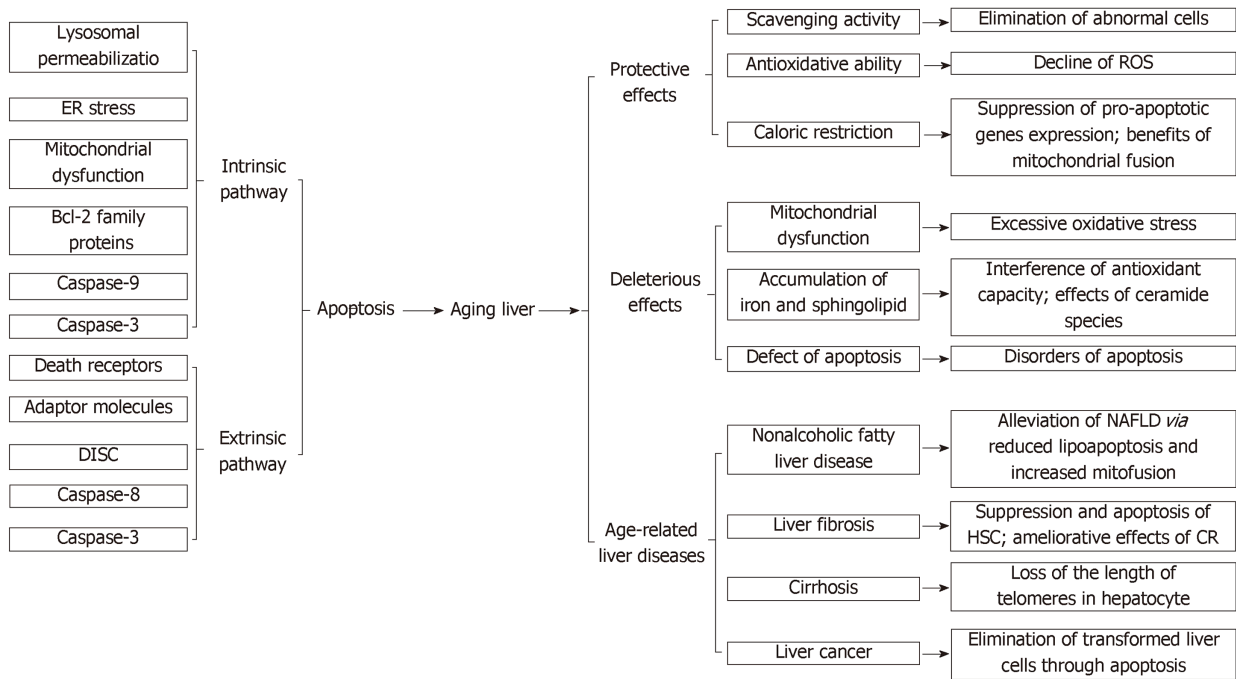 Lysosomal
permeabilizatio
ER stress
Mitochondrial
dysfunction
Bcl-2 family
proteins
Caspase-9
Caspase-3
Death receptors
Adaptor molecules
DISC
Caspase-8
Caspase-3
Intrinsic
pathway
Extrinsic
pathway
Apoptosis
Aging liver
Protective
effects
Scavenging activity
Elimination of abnormal cells
Antioxidative ability
Decline of ROS
Caloric restriction
Suppression of pro-apoptotic
genes expression; benefits of
mitochondrial fusion
Deleterious
effects
Mitochondrial
dysfunction
Excessive oxidative stress
Accumulation of
iron and sphingolipid
Interference of antioxidant
capacity; effects of ceramide
species
Defect of apoptosis
Disorders of apoptosis
Age-related
liver diseases
Nonalcoholic fatty
liver disease
Alleviation of NAFLD via
reduced lipoapoptosis and
increased mitofusion
Liver fibrosis
Suppression and apoptosis of
HSC; ameliorative effects of CR
Cirrhosis
Loss of the length of
telomeres in hepatocyte
Liver cancer
Elimination of transformed liver
cells through apoptosis